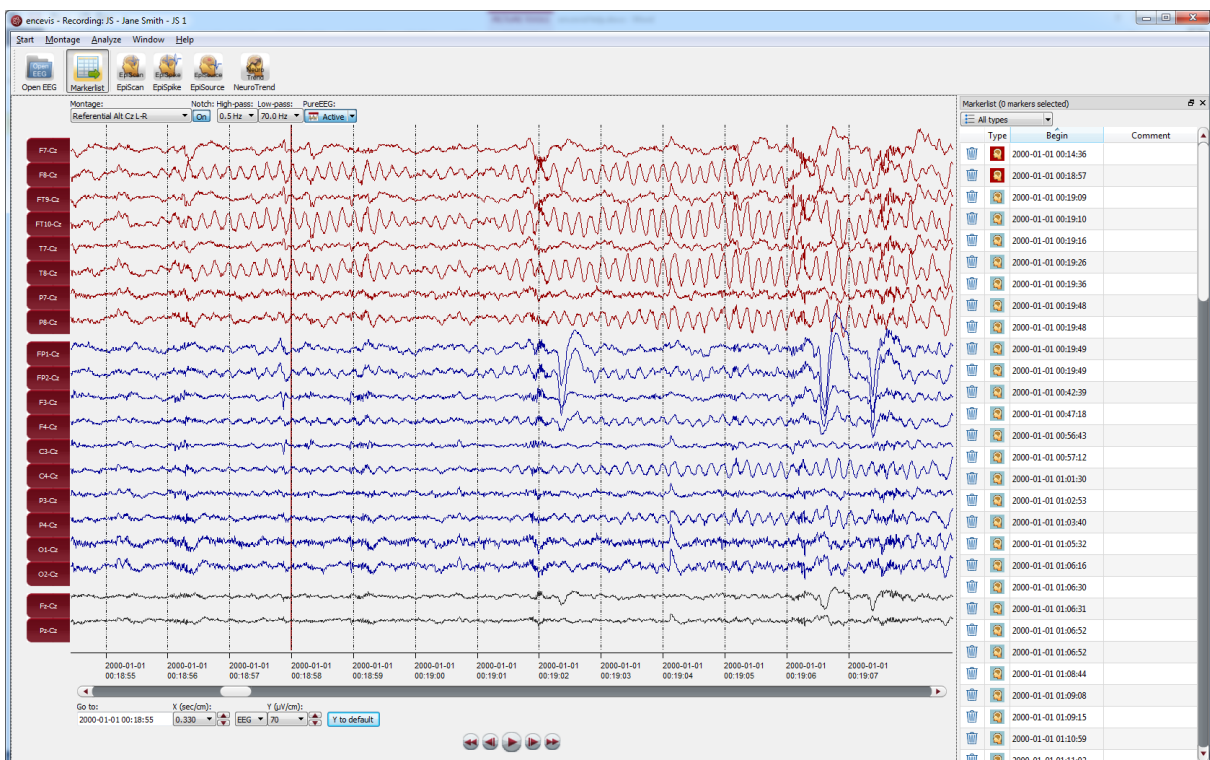 encevis - Recording: JS - Jane Smith - JS 1
Start Montage Analyze Window Help
Open EEG
Open EEG Markerlist EpiScan EpiSpike EpiSource NeuroTrend
Montage: Notch: High-pass: Low-pass: PureEEG:
Referential Alt Cz L-R On 0.5 Hz 70.0 Hz Active
F7-Cz
F8-Cz
FT9-Cz
FT10-Cz
T7-Cz
T8-Cz
P7-Cz
P8-Cz
FP1-Cz
FP2-Cz
F3-Cz
F4-Cz
C3-Cz
C4-Cz
P3-Cz
P4-Cz
O1-Cz
O2-Cz
Fz-Cz
Pz-Cz
2000-01-01 2000-01-01 2000-01-01 2000-01-01 2000-01-01 2000-01-01 2000-01-01 2000-01-01 2000-01-01 2000-01-01 2000-01-01 2000-01-01 2000-01-01
00:18:55 00:18:56 00:18:57 00:18:58 00:18:59 00:19:00 00:19:01 00:19:02 00:19:03 00:19:04 00:19:05 00:19:06 00:19:07
Go to: X (sec/cm): Y (µV/cm):
2000-01-01 00:18:55 0.330 EEG 70 Y to default
Markerlist (0 markers selected)
All types
Type Begin Comment
2000-01-01 00:14:36
2000-01-01 00:18:57
2000-01-01 00:19:09
2000-01-01 00:19:10
2000-01-01 00:19:16
2000-01-01 00:19:26
2000-01-01 00:19:36
2000-01-01 00:19:48
2000-01-01 00:19:48
2000-01-01 00:19:49
2000-01-01 00:19:49
2000-01-01 00:42:39
2000-01-01 00:47:18
2000-01-01 00:56:43
2000-01-01 00:57:12
2000-01-01 01:01:30
2000-01-01 01:02:53
2000-01-01 01:03:40
2000-01-01 01:05:32
2000-01-01 01:06:16
2000-01-01 01:06:30
2000-01-01 01:06:31
2000-01-01 01:06:52
2000-01-01 01:06:52
2000-01-01 01:08:44
2000-01-01 01:09:08
2000-01-01 01:09:15
2000-01-01 01:10:59